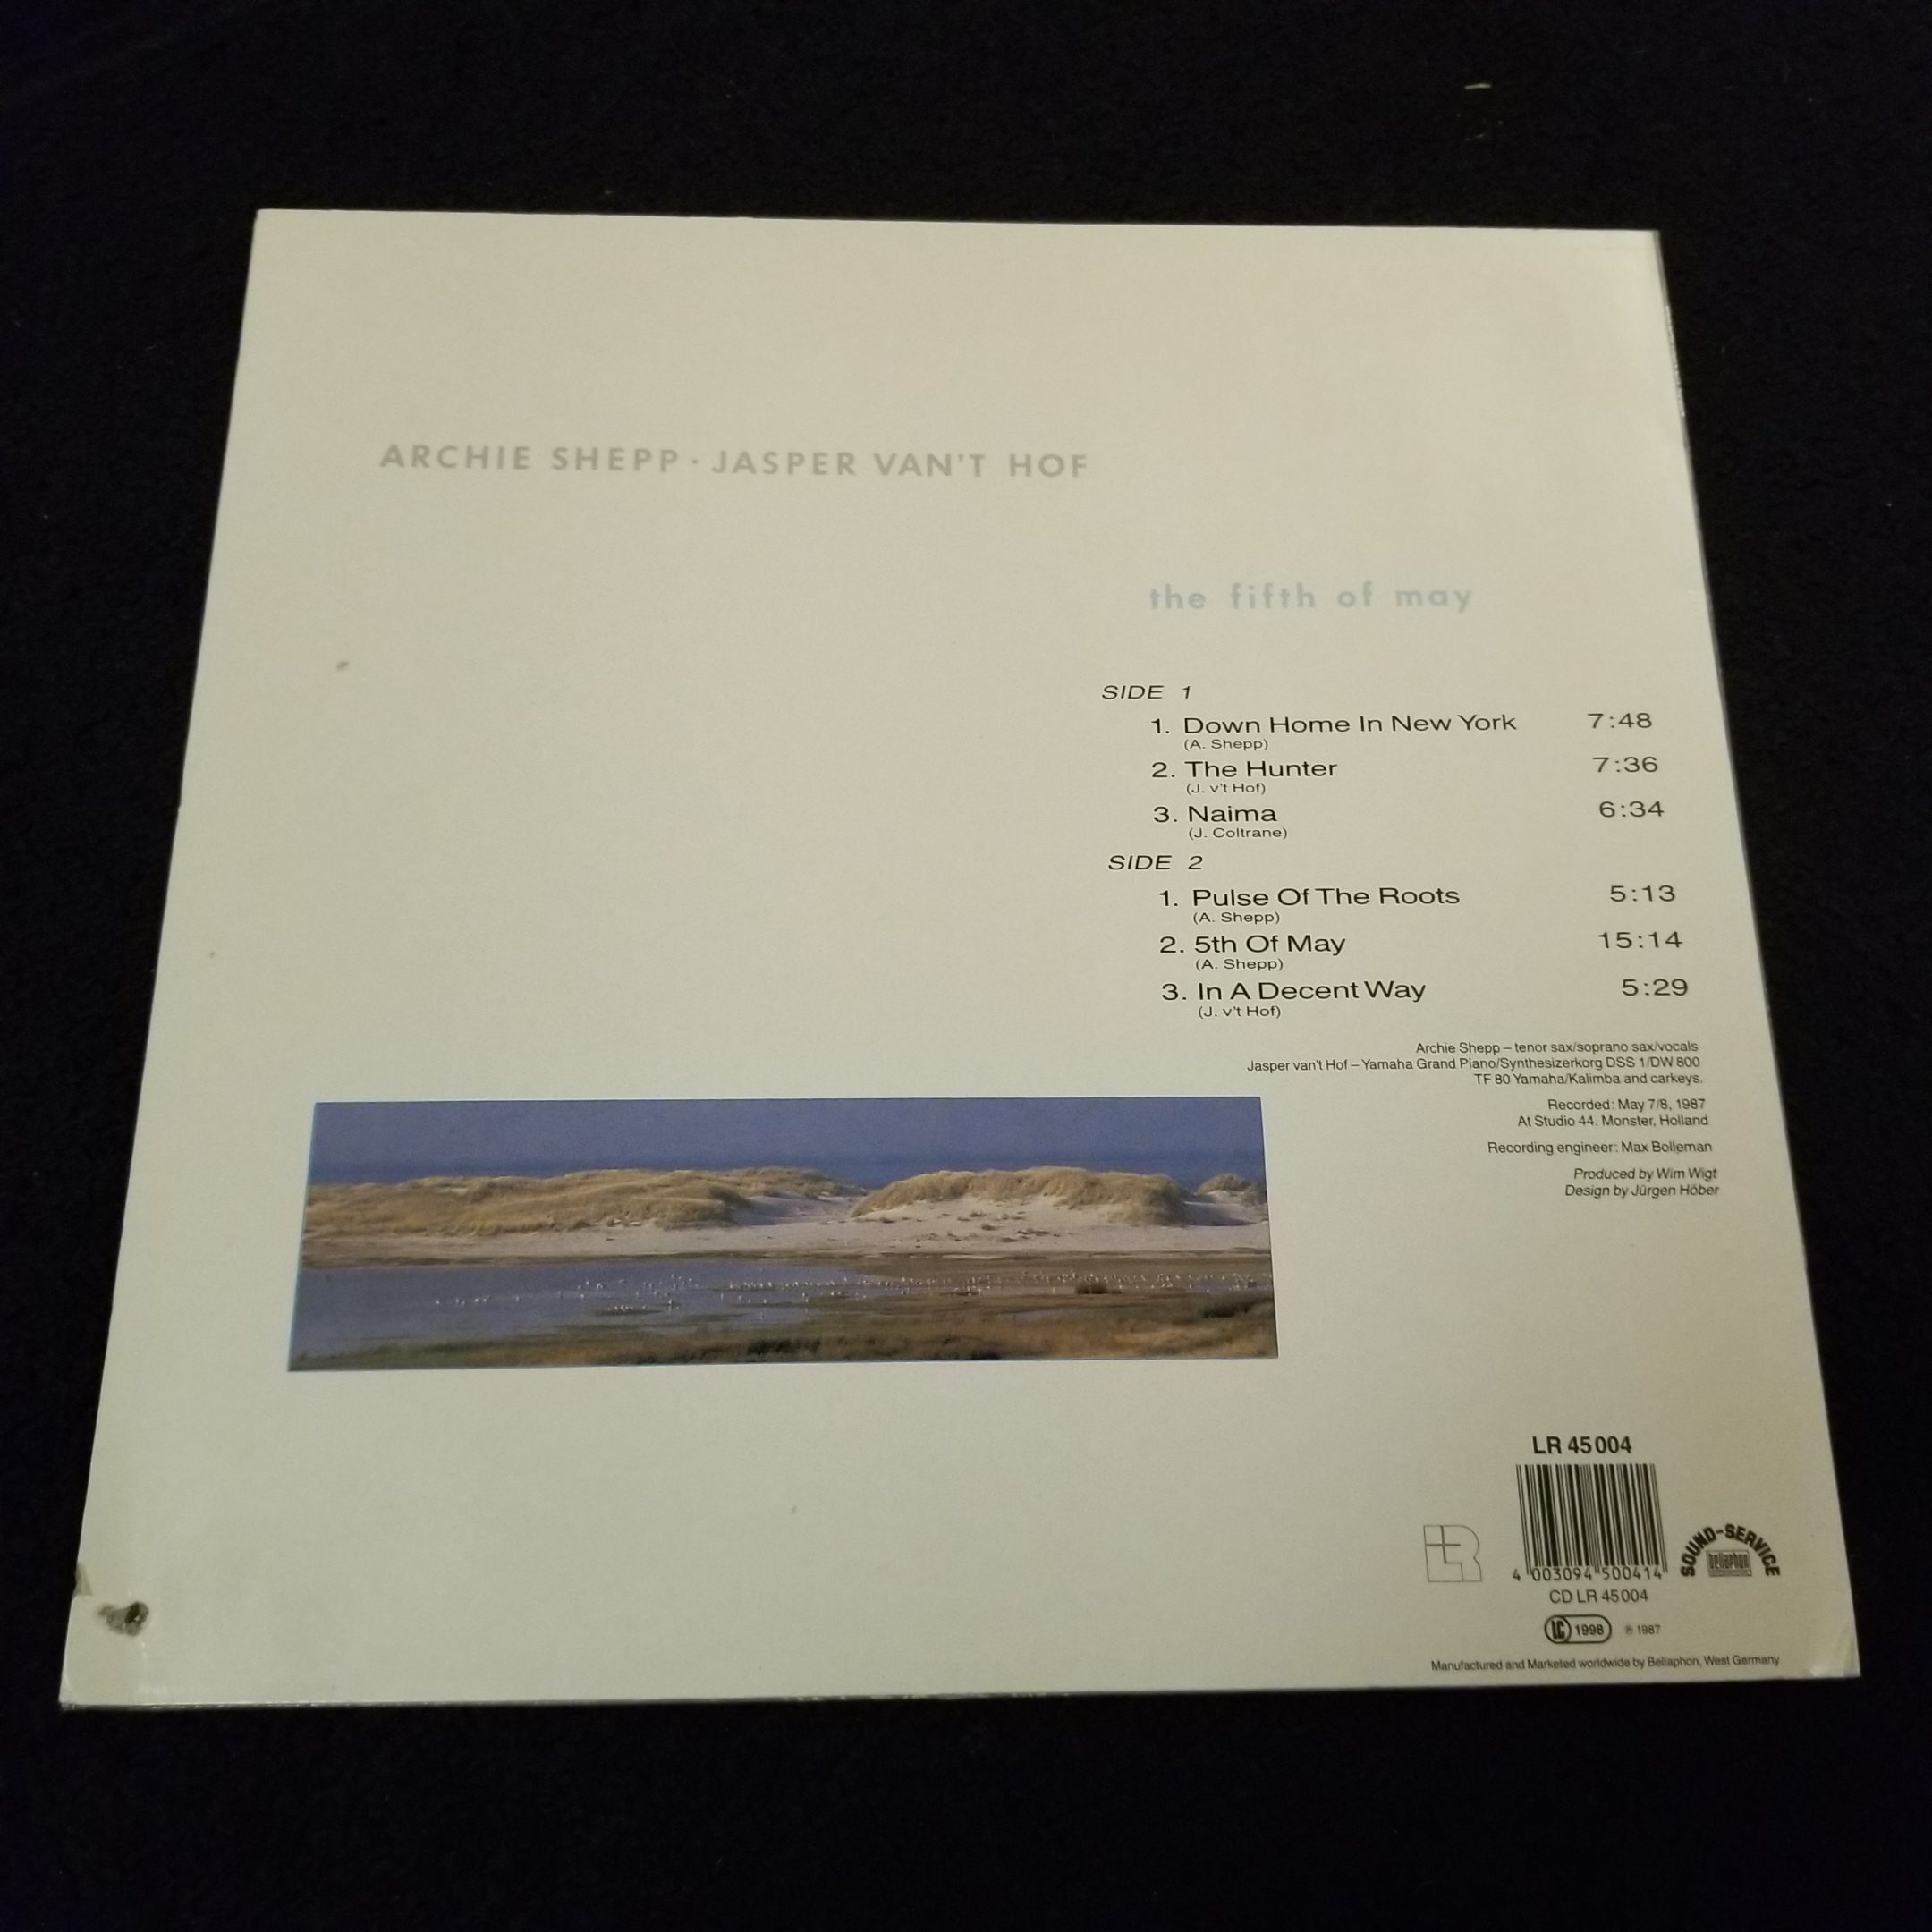 ARCHIE SHEPP · JASPER VAN'T HOF
the fifth of may
SIDE 1
1. Down Home In New York 7:48
(A. Shepp)
2. The Hunter 7:36
(J. v't Hof)
3. Naima 6:34
(J. Coltrane)
SIDE 2
1. Pulse Of The Roots 5:13
(A. Shepp)
2. 5th Of May 15:14
(A. Shepp)
3. In A Decent Way 5:29
(J. v't Hof)
Archie Shepp – tenor sax/soprano sax/vocals
Jasper van't Hof – Yamaha Grand Piano/Synthesizerkorg DSS 1/DW 800
TF 80 Yamaha/Kalimba and carkeys.
Recorded: May 7/8, 1987
At Studio 44. Monster, Holland
Recording engineer: Max Bolleman
Produced by Wim Wigt
Design by Jürgen Höber
LR 45004
4 003094 500414
LR
SOUND-SERVICE
bellaphon
CD LR 45004
LC 1998 ℗ 1987
Manufactured and Marketed worldwide by Bellaphon, West Germany